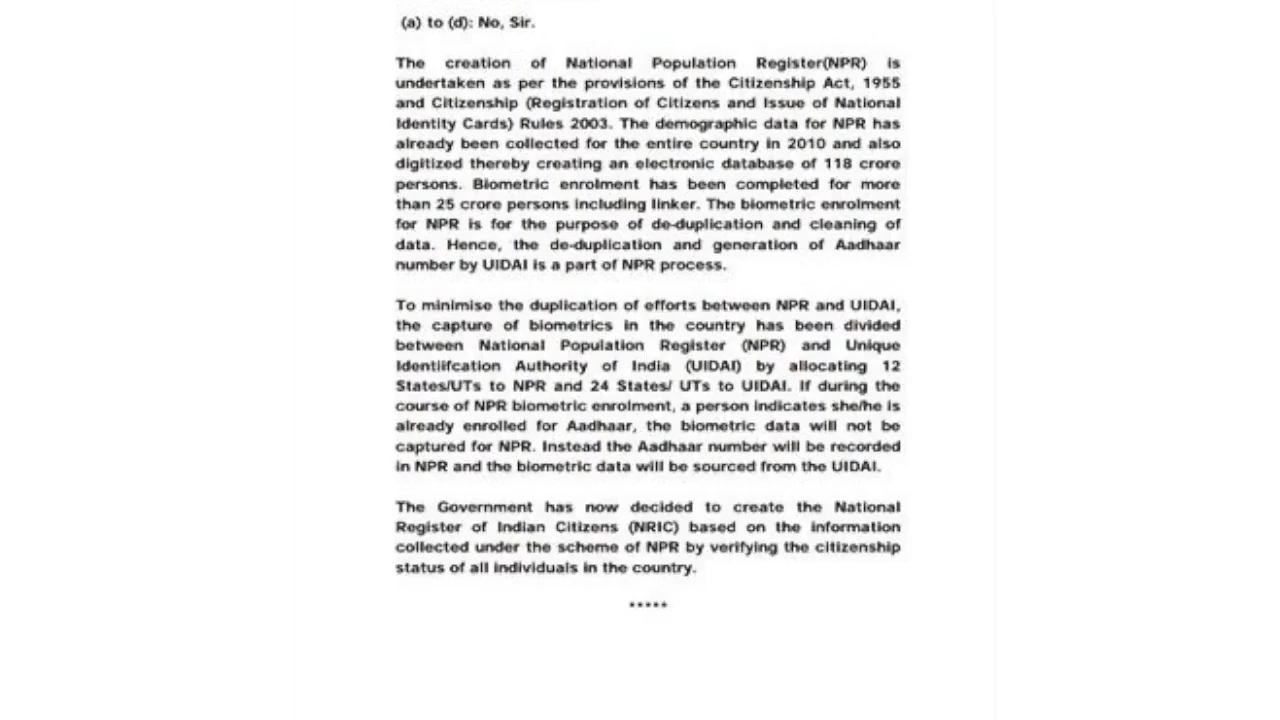 (a) to (d): No, Sir.
The creation of National Population Register(NPR) is
undertaken as per the provisions of the Citizenship Act, 1955
and Citizenship (Registration of Citizens and Issue of National
Identity Cards) Rules 2003. The demographic data for NPR has
already been collected for the entire country in 2010 and also
digitized thereby creating an electronic database of 118 crore
persons. Biometric enrolment has been completed for more
than 25 crore persons including linker. The biometric enrolment
for NPR is for the purpose of de-duplication and cleaning of
data. Hence, the de-duplication and generation of Aadhaar
number by UIDAI is a part of NPR process.
To minimise the duplication of efforts between NPR and UIDAI,
the capture of biometrics in the country has been divided
between National Population Register (NPR) and Unique
Identiifcation Authority of India (UIDAI) by allocating 12
States/UTs to NPR and 24 States/ UTs to UIDAI. If during the
course of NPR biometric enrolment, a person indicates she/he is
already enrolled for Aadhaar, the biometric data will not be
captured for NPR. Instead the Aadhaar number will be recorded
in NPR and the biometric data will be sourced from the UIDAI.
The Government has now decided to create the National
Register of Indian Citizens (NRIC) based on the information
collected under the scheme of NPR by verifying the citizenship
status of all individuals in the country.
*****